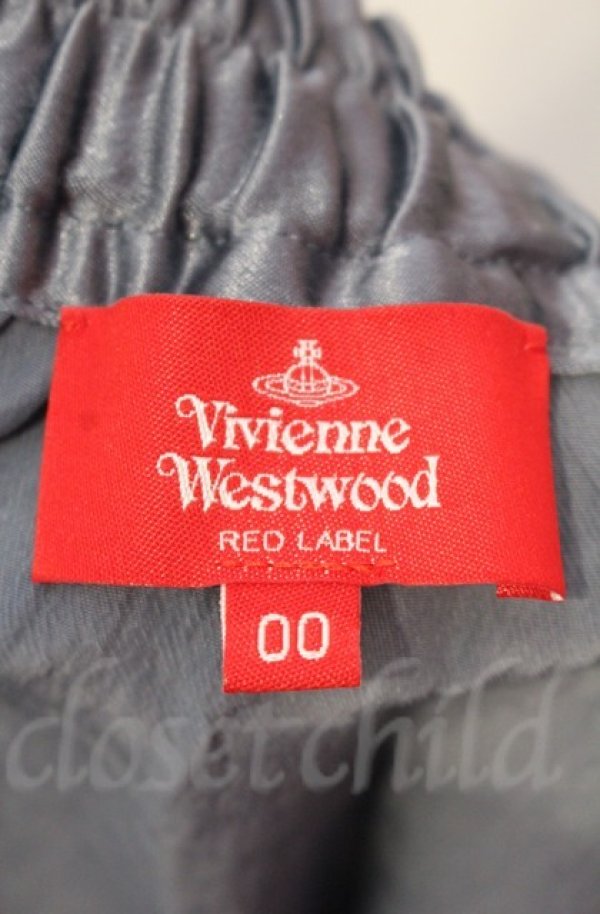 Vivienne
Westwood
RED LABEL
00
closet child